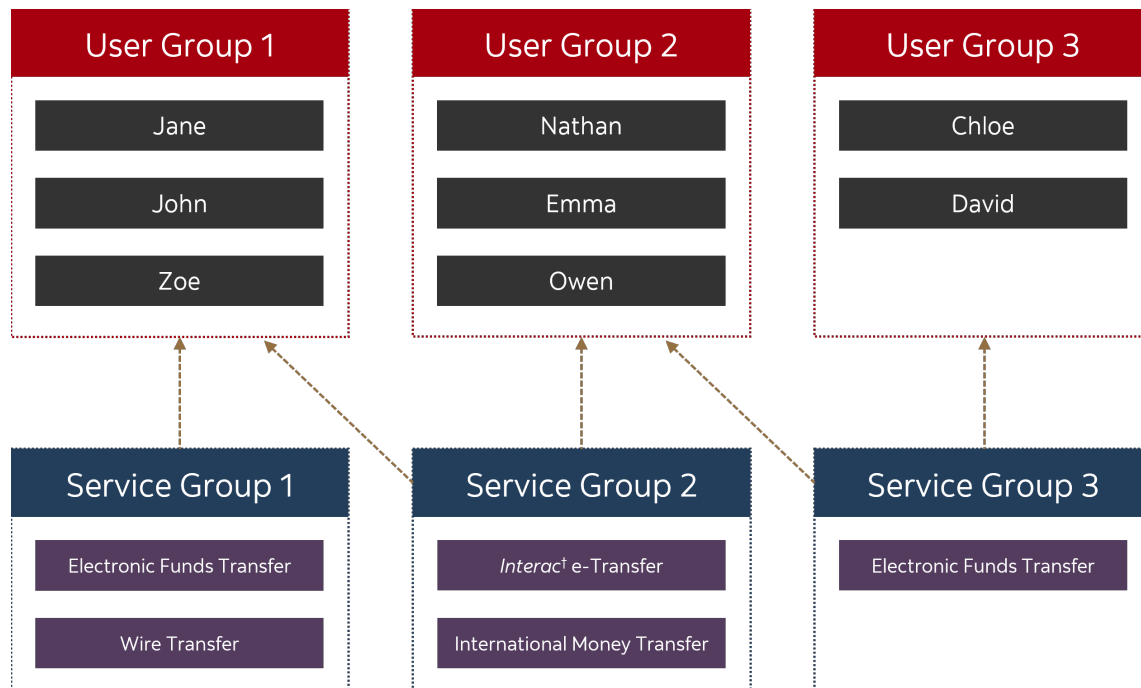 User Group 1
User Group 2
User Group 3
Jane
Nathan
Chloe
John
Emma
David
Zoe
Owen
Service Group 1
Service Group 2
Service Group 3
Electronic Funds Transfer
Interac† e-Transfer
Electronic Funds Transfer
Wire Transfer
International Money Transfer